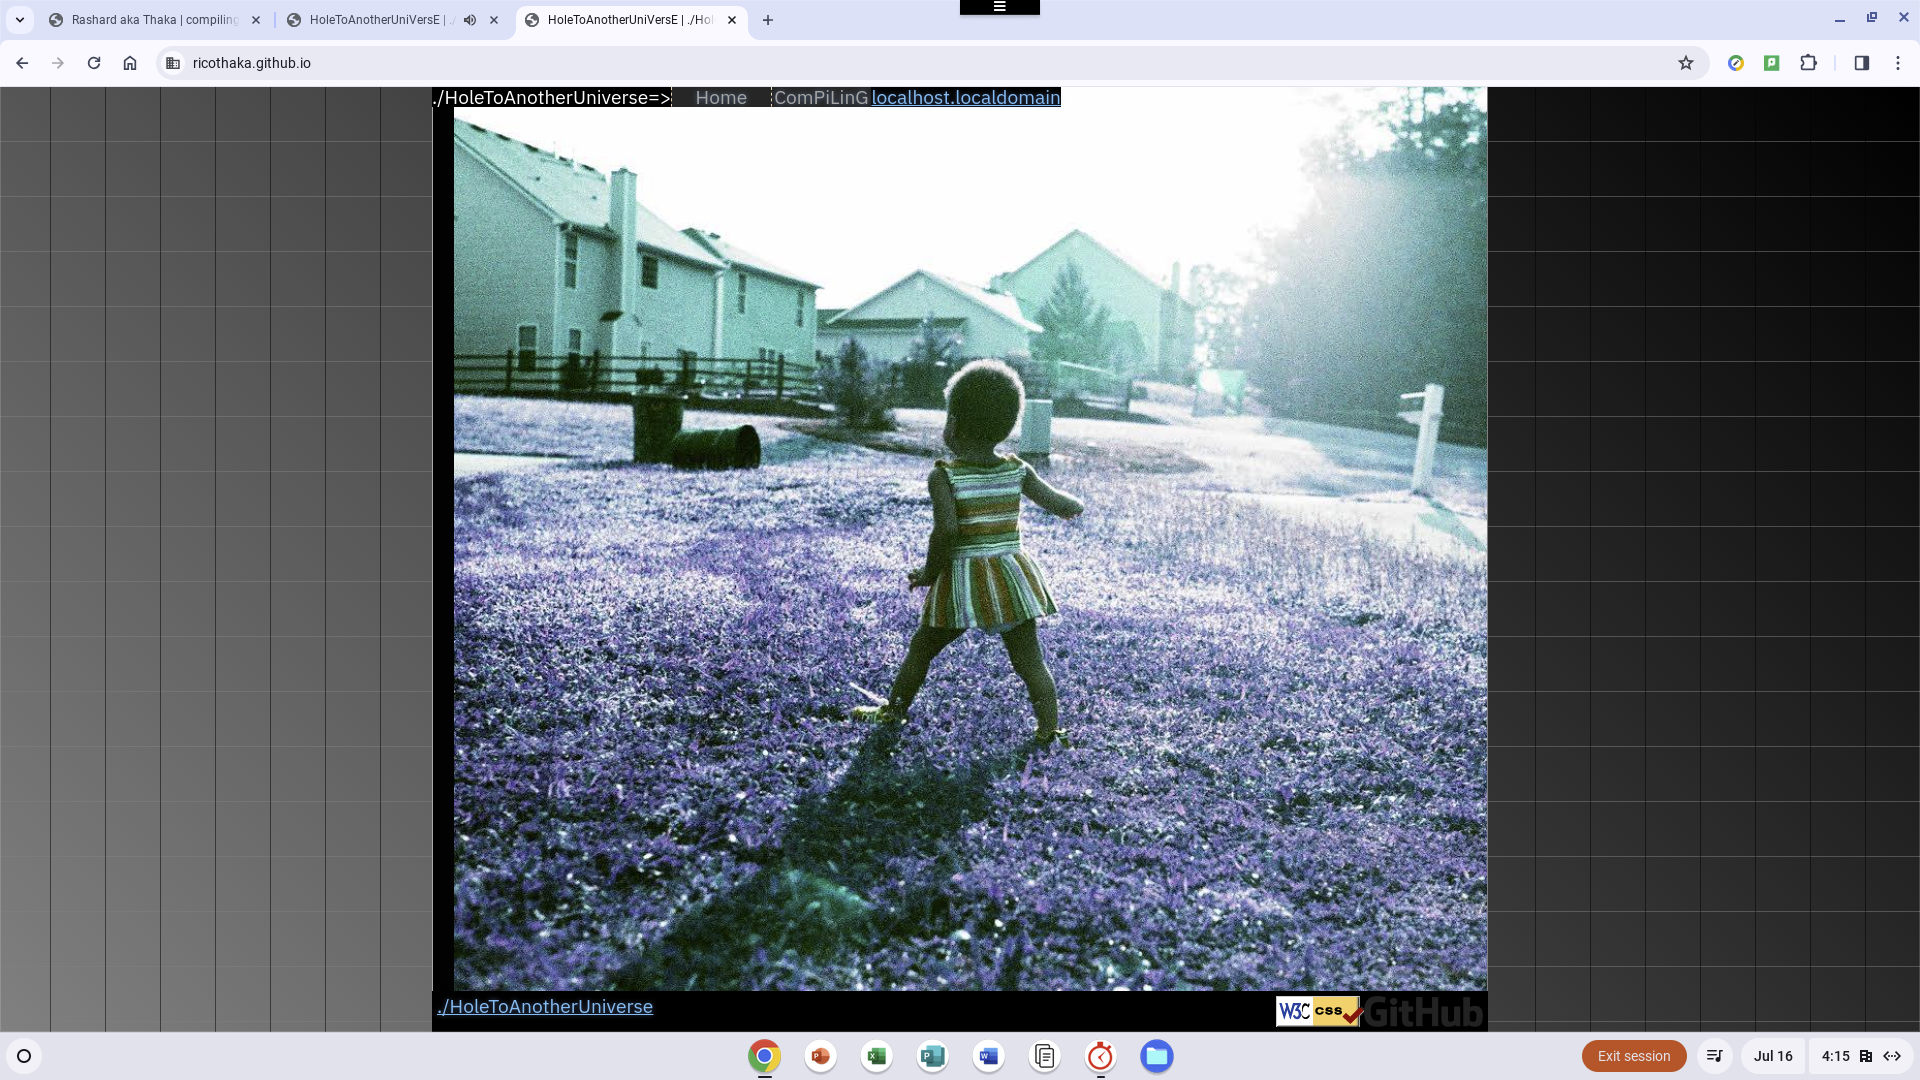 Rashard aka Thaka | compiling
HoleToAnotherUniVersE | ./
HoleToAnotherUniVersE | ./Hol
ricothaka.github.io
./HoleToAnotherUniverse=> Home ComPiLinG localhost.localdomain
./HoleToAnotherUniverse
W3C css GitHub
Exit session
Jul 16
4:15